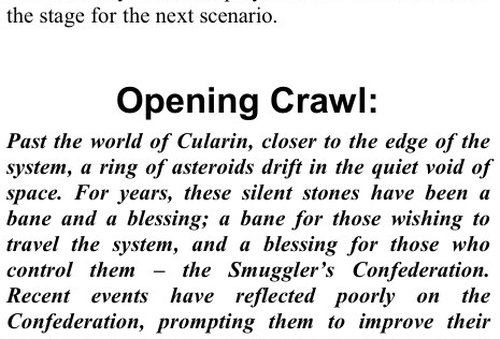 the stage for the next scenario.
Opening Crawl:
Past the world of Cularin, closer to the edge of the
system, a ring of asteroids drift in the quiet void of
space. For years, these silent stones have been a
bane and a blessing; a bane for those wishing to
travel the system, and a blessing for those who
control them – the Smuggler's Confederation.
Recent events have reflected poorly on the
Confederation, prompting them to improve their